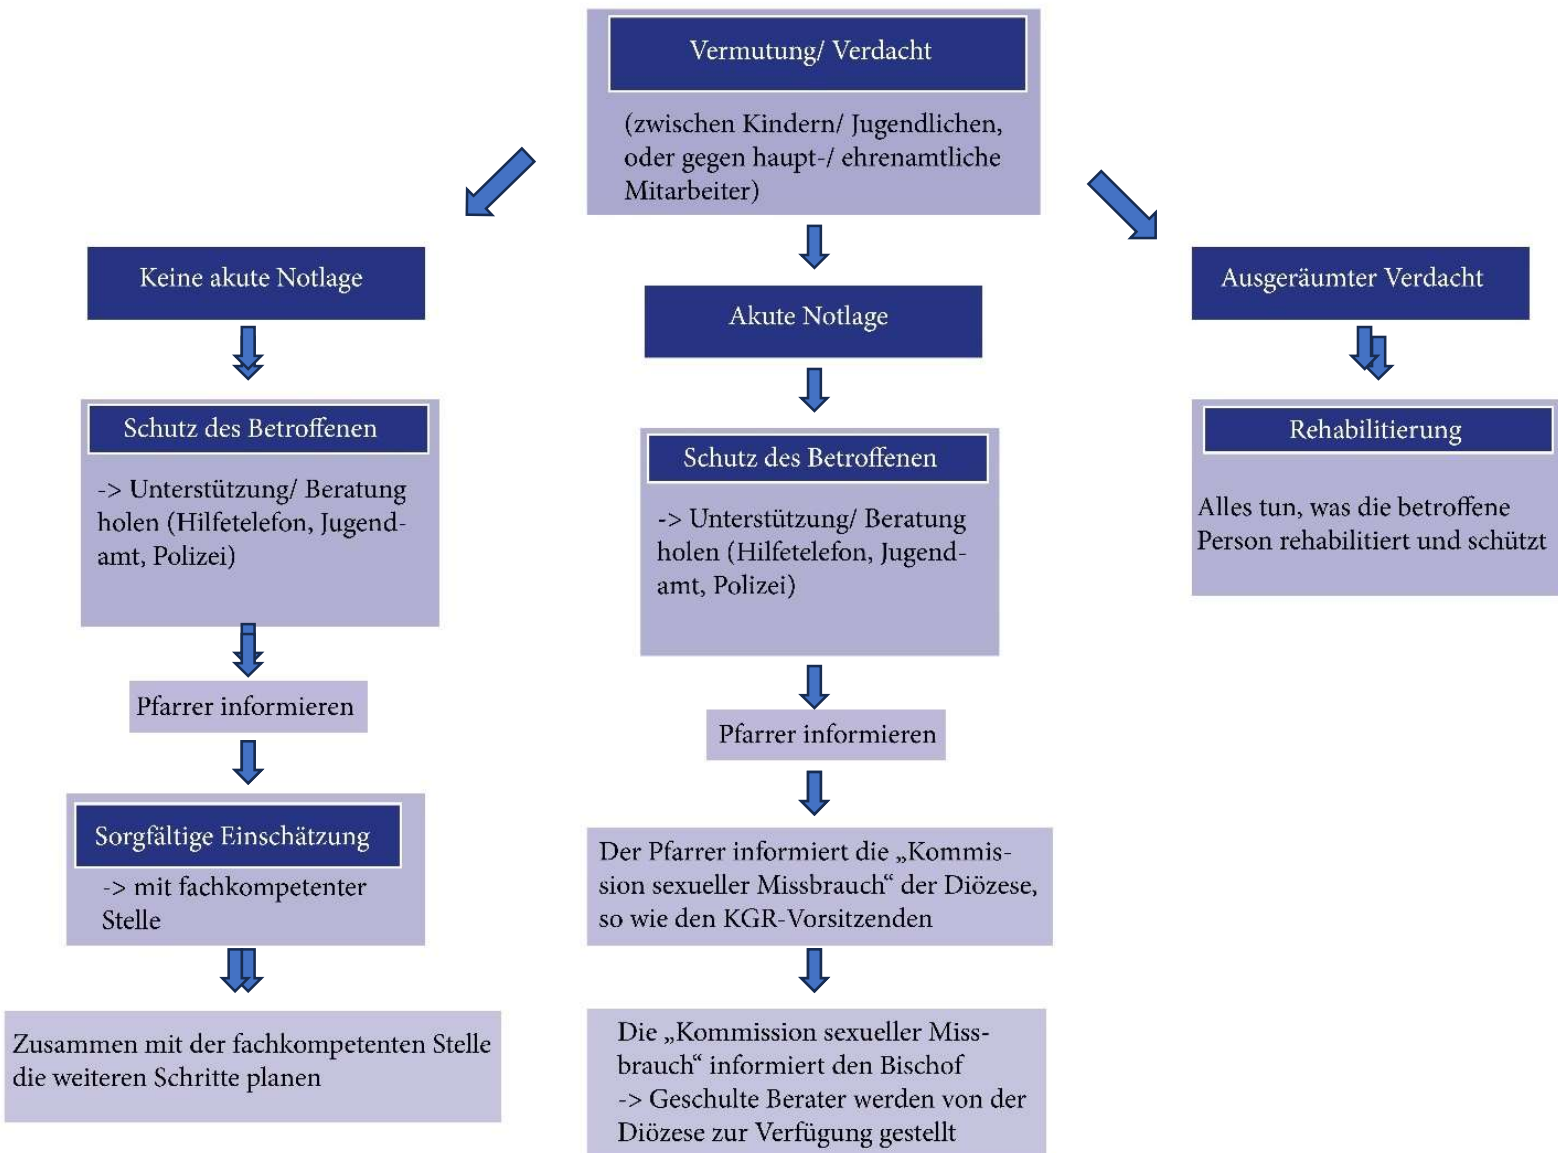 Vermutung/ Verdacht
(zwischen Kindern/ Jugendlichen,
oder gegen haupt-/ ehrenamtliche
Mitarbeiter)
Keine akute Notlage
Schutz des Betroffenen
-> Unterstützung/ Beratung
holen (Hilfetelefon, Jugend-
amt, Polizei)
Pfarrer informieren
Sorgfältige Einschätzung
-> mit fachkompetenter
Stelle
Zusammen mit der fachkompetenten Stelle
die weiteren Schritte planen
Akute Notlage
Schutz des Betroffenen
-> Unterstützung/ Beratung
holen (Hilfetelefon, Jugend-
amt, Polizei)
Pfarrer informieren
Der Pfarrer informiert die „Kommis-
sion sexueller Missbrauch“ der Diözese,
so wie den KGR-Vorsitzenden
Die „Kommission sexueller Miss-
brauch“ informiert den Bischof
-> Geschulte Berater werden von der
Diözese zur Verfügung gestellt
Ausgeräumter Verdacht
Rehabilitierung
Alles tun, was die betroffene
Person rehabilitiert und schützt